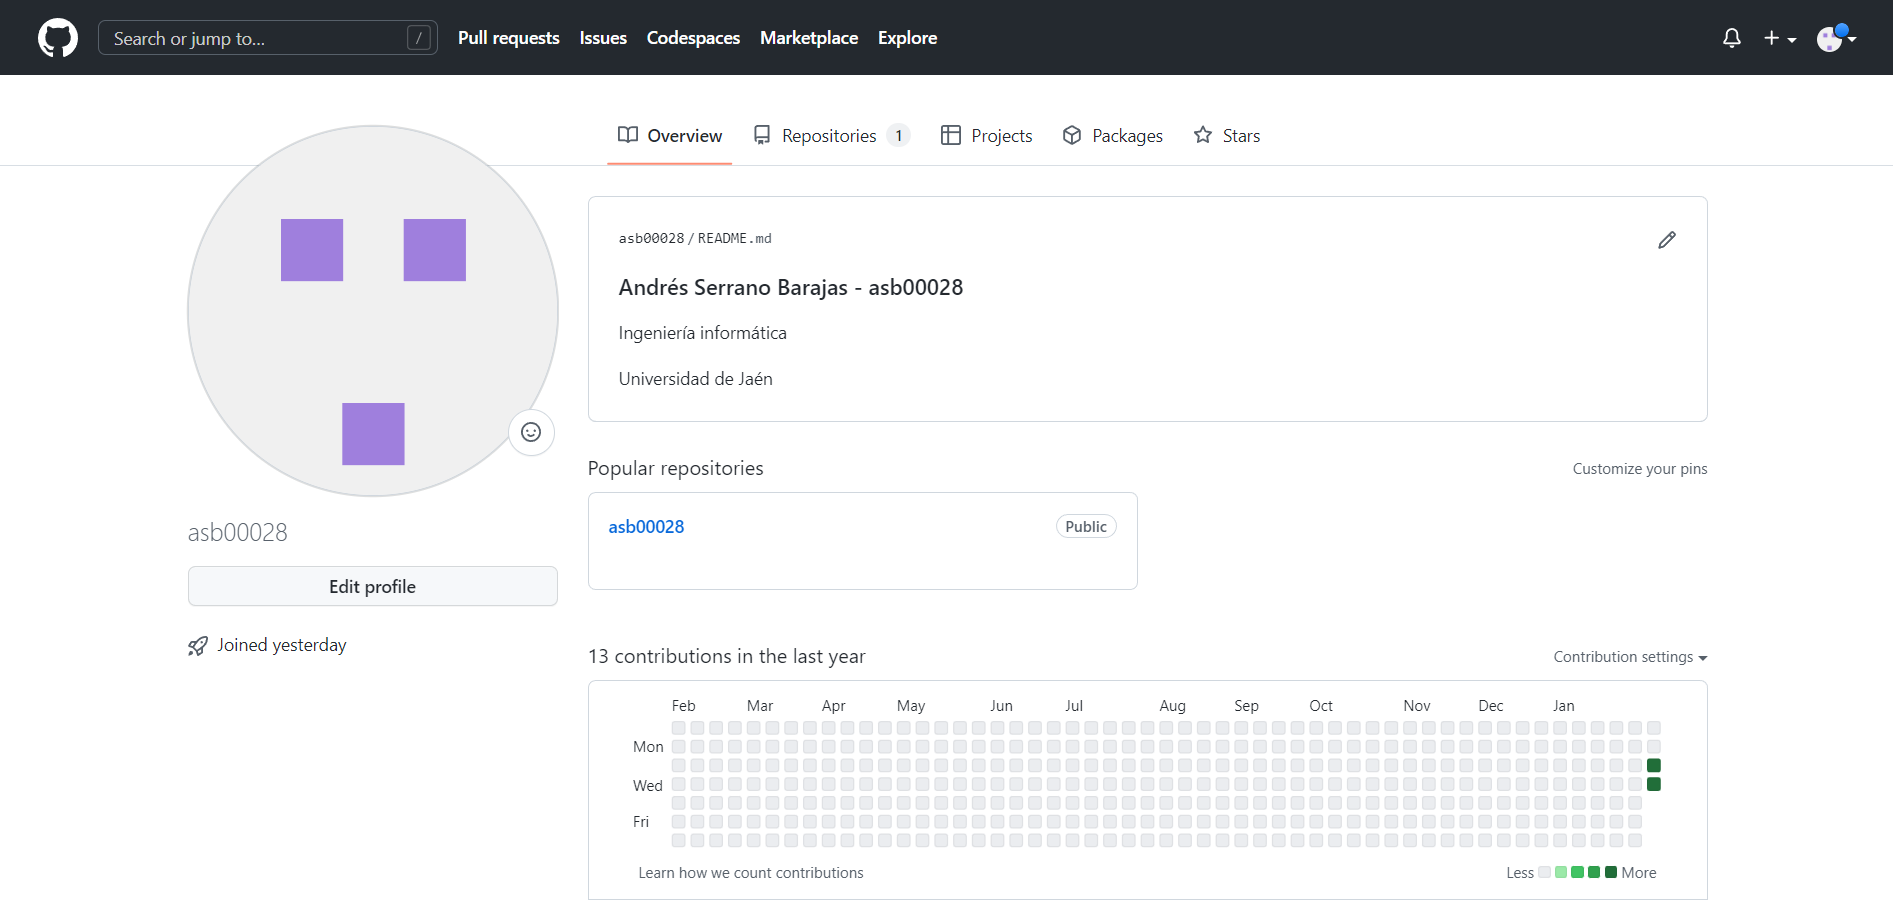 Search or jump to... /
Pull requests Issues Codespaces Marketplace Explore
Overview Repositories 1 Projects Packages Stars
asb00028 / README.md
Andrés Serrano Barajas - asb00028
Ingeniería informática
Universidad de Jaén
asb00028
Edit profile
Joined yesterday
Popular repositories
Customize your pins
asb00028 Public
13 contributions in the last year
Contribution settings
Feb Mar Apr May Jun Jul Aug Sep Oct Nov Dec Jan
Mon
Wed
Fri
Learn how we count contributions
Less More